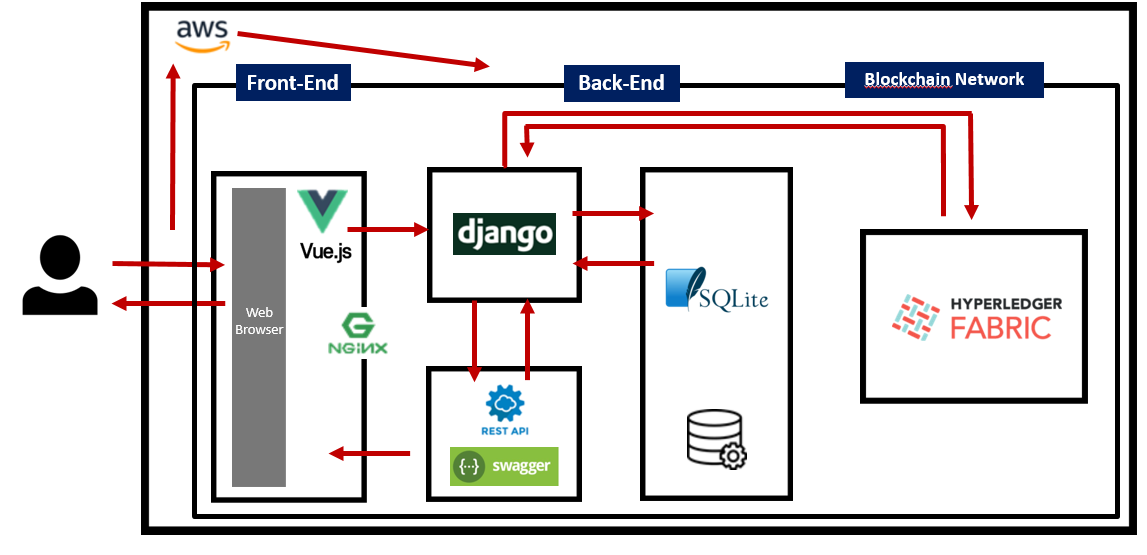 aws
Front-End
Back-End
Blockchain Network
Vue.js
django
Web
Browser
NGiNX
SQLite
HYPERLEDGER
FABRIC
REST API
{··} swagger